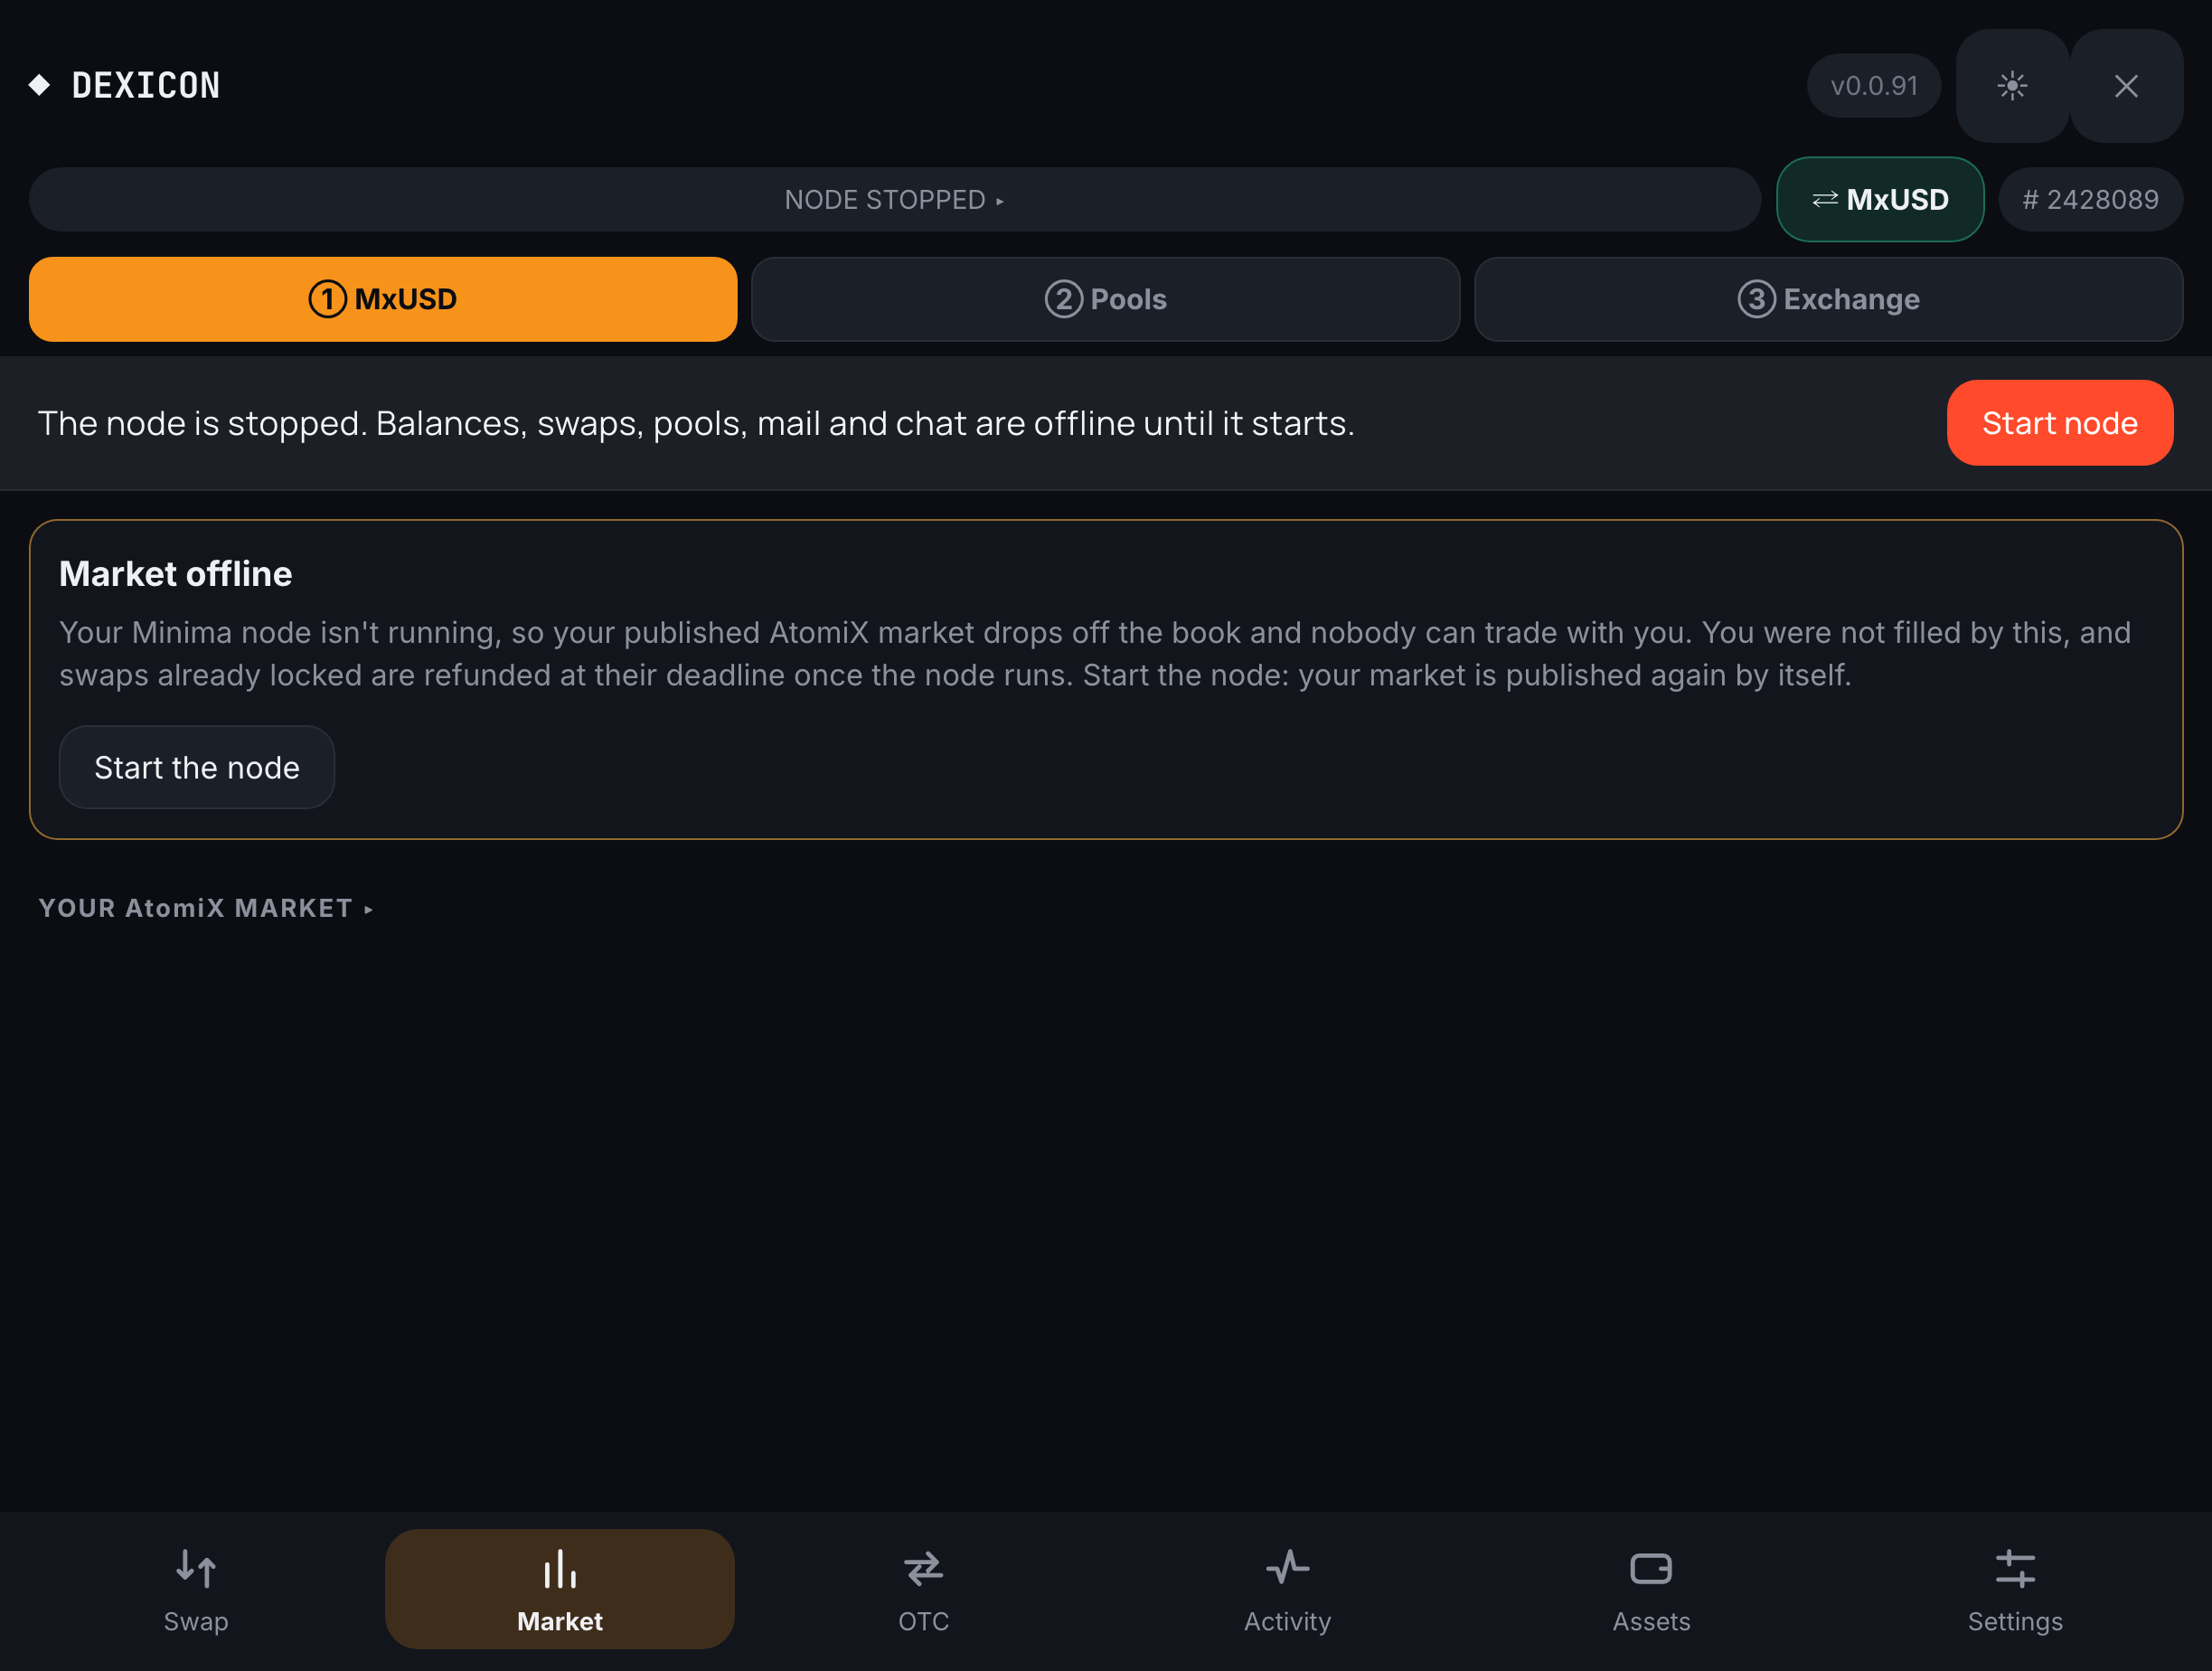 ◆ DEXICON
v0.0.91
NODE STOPPED ▸
⇄ MxUSD
# 2428089
① MxUSD
② Pools
③ Exchange
The node is stopped. Balances, swaps, pools, mail and chat are offline until it starts.
Start node
Market offline
Your Minima node isn't running, so your published AtomiX market drops off the book and nobody can trade with you. You were not filled by this, and
swaps already locked are refunded at their deadline once the node runs. Start the node: your market is published again by itself.
Start the node
YOUR AtomiX MARKET ▸
Swap
Market
OTC
Activity
Assets
Settings